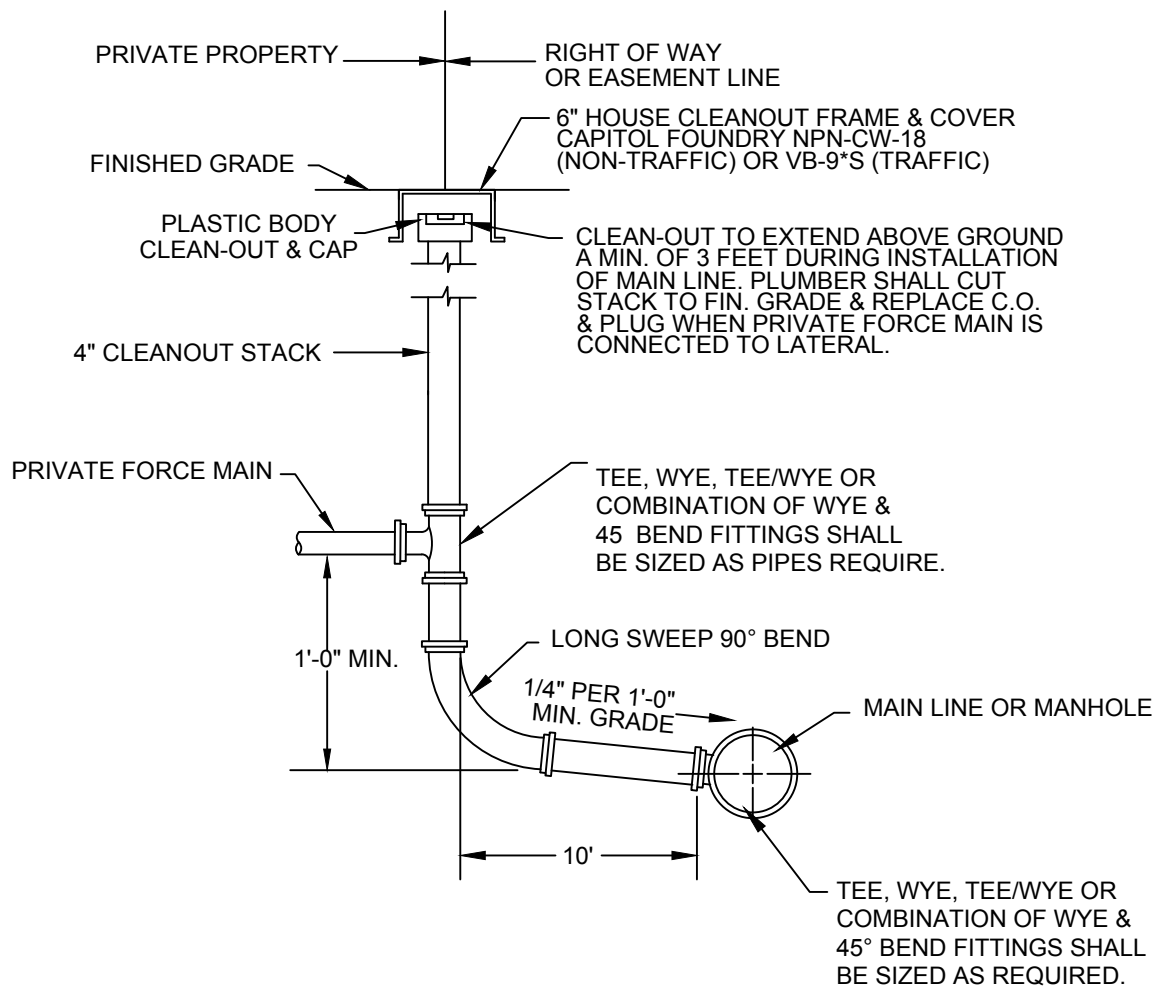 PRIVATE PROPERTY
RIGHT OF WAY
OR EASEMENT LINE
6" HOUSE CLEANOUT FRAME & COVER
CAPITOL FOUNDRY NPN-CW-18
(NON-TRAFFIC) OR VB-9*S (TRAFFIC)
FINISHED GRADE
PLASTIC BODY
CLEAN-OUT & CAP
CLEAN-OUT TO EXTEND ABOVE GROUND
A MIN. OF 3 FEET DURING INSTALLATION
OF MAIN LINE. PLUMBER SHALL CUT
STACK TO FIN. GRADE & REPLACE C.O.
& PLUG WHEN PRIVATE FORCE MAIN IS
CONNECTED TO LATERAL.
4" CLEANOUT STACK
PRIVATE FORCE MAIN
TEE, WYE, TEE/WYE OR
COMBINATION OF WYE &
45 BEND FITTINGS SHALL
BE SIZED AS PIPES REQUIRE.
1'-0" MIN.
LONG SWEEP 90° BEND
1/4" PER 1'-0"
MIN. GRADE
MAIN LINE OR MANHOLE
10'
TEE, WYE, TEE/WYE OR
COMBINATION OF WYE &
45° BEND FITTINGS SHALL
BE SIZED AS REQUIRED.